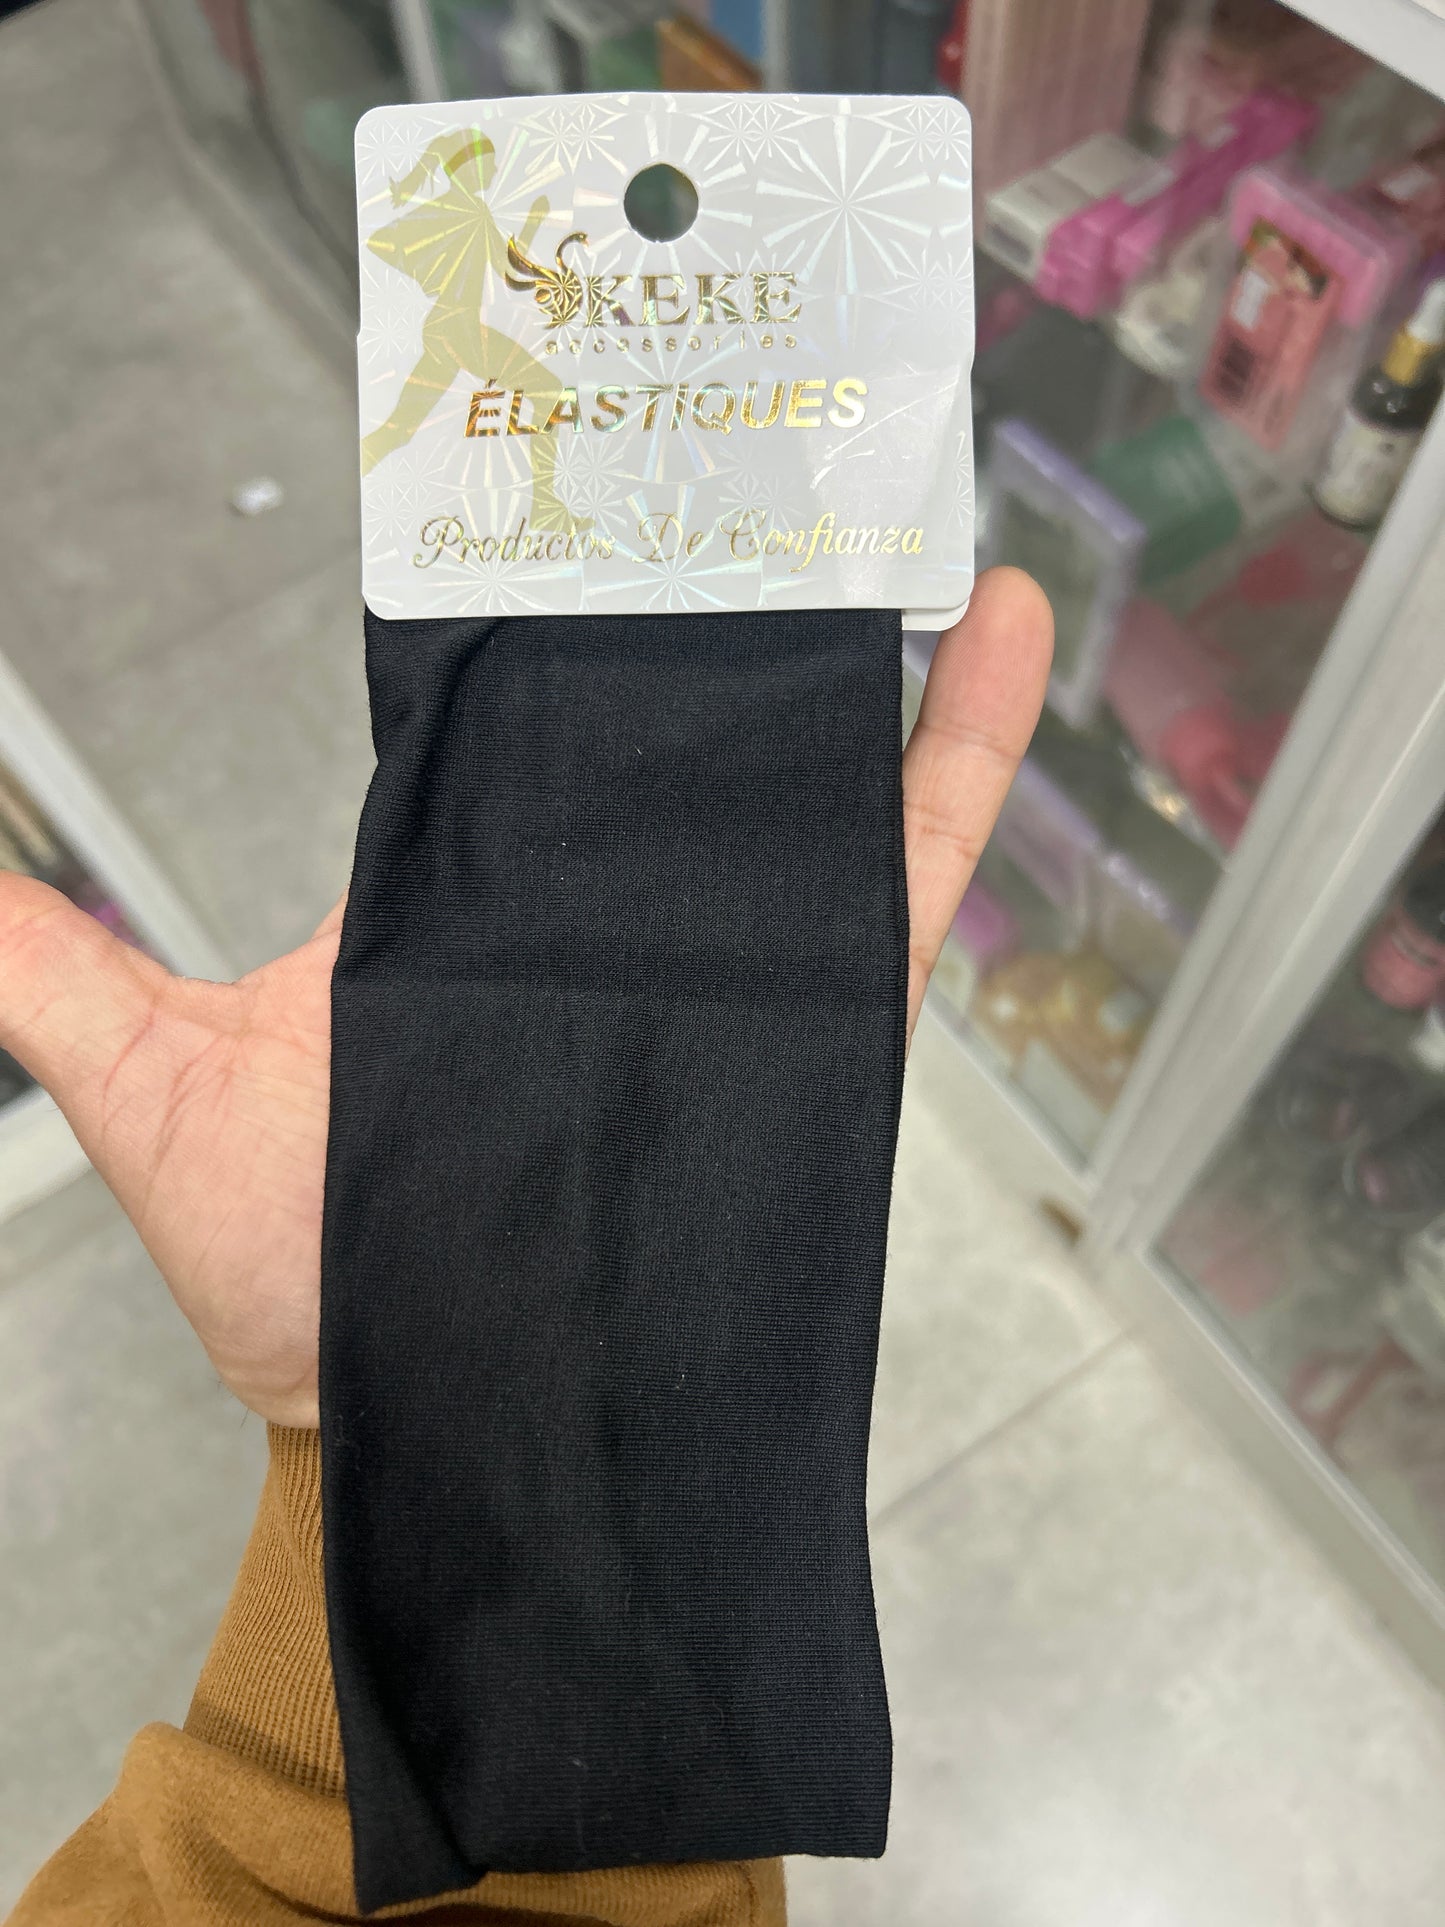 KEKE
accessories
ÉLASTIQUES
Productos De Confianza